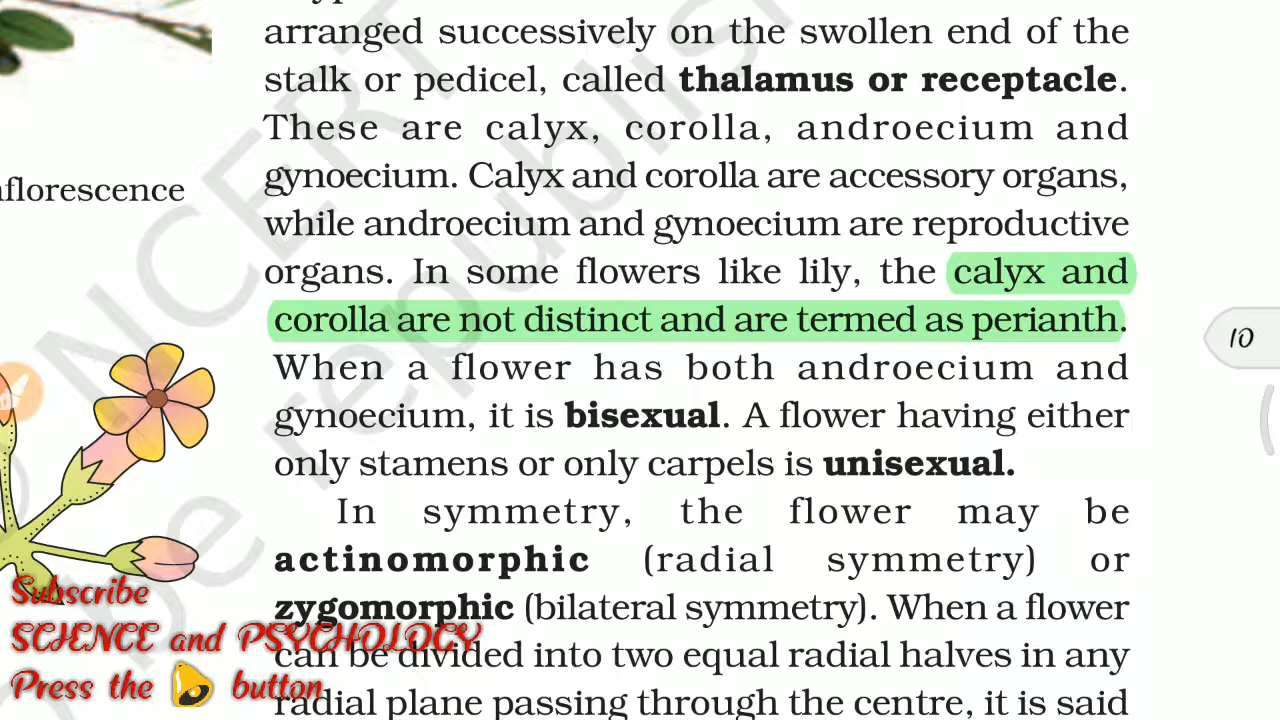 arranged successively on the swollen end of the
stalk or pedicel, called thalamus or receptacle.
These are calyx, corolla, androecium and
gynoecium. Calyx and corolla are accessory organs,
nflorescence
while androecium and gynoecium are reproductive
organs. In some flowers like lily, the calyx and
corolla are not distinct and are termed as perianth.
10
When a flower has both androecium and
gynoecium, it is bisexual. A flower having either
only stamens or only carpels is unisexual.
In symmetry, the flower may be
actinomorphic (radial symmetry) or
zygomorphic (bilateral symmetry). When a flower
can be divided into two equal radial halves in any
radial plane passing through the centre, it is said
Subscribe
SCIENCE and PSYCHOLOGY
Press the button
NCERT
be republis